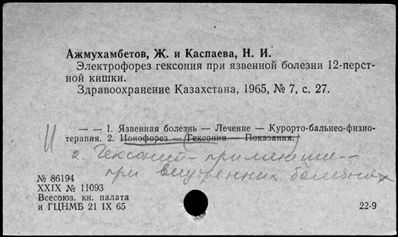 Ажмухамбетов, Ж. и Каспаева, Н. И.
Электрофорез гексония при язвенной болезни 12-перст-
ной кишки.
Здравоохранение Казахстана, 1965, № 7, с. 27.
— — 1. Язвенная болезнь — Лечение — Курорто-бальнео-физио-
терапия. 2. Ионофорез — (Гексония — Показания.)
2. Гексоний — применение —
при внутренних болезнях
№ 86194
XXIX № 11093
Всесоюз. кн. палата
и ГЦНМБ 21 IX 65
22-9